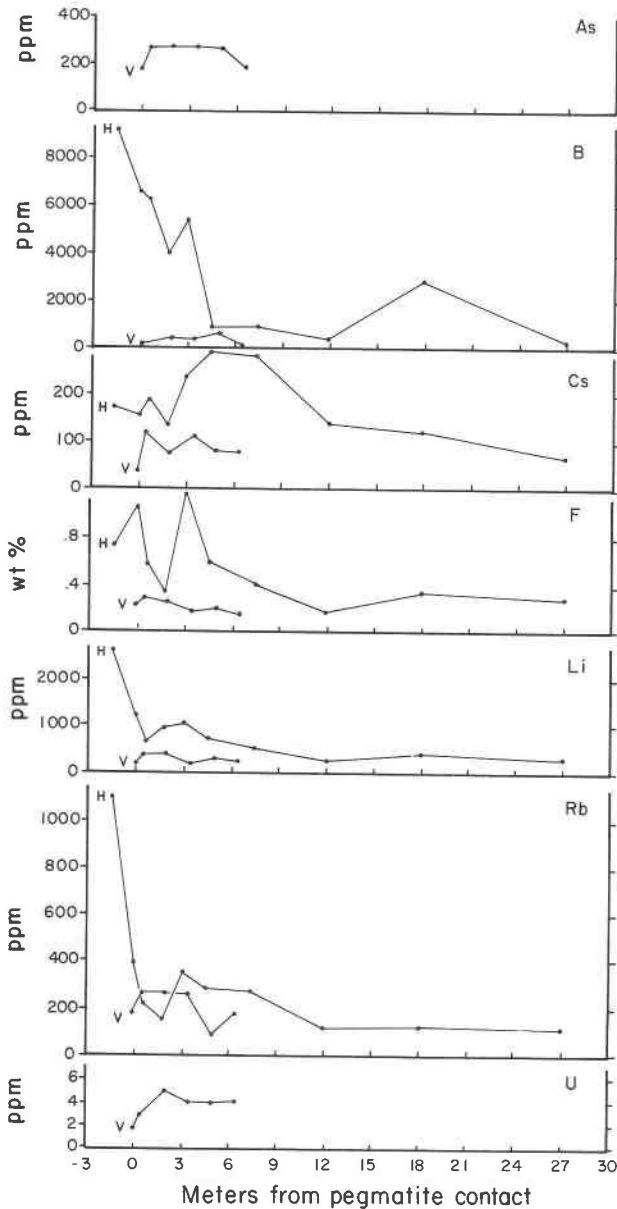 ppm
400
200
0
V
As
ppm
8000
6000
4000
2000
0
H
V
B
ppm
200
100
0
H
V
Cs
wt %
.8
.4
0
H
V
F
ppm
2000
1000
0
H
V
Li
ppm
1000
800
600
400
200
0
H
V
Rb
ppm
6
4
2
0
V
U
-3 0 3 6 9 12 15 18 21 24 27 30
Meters from pegmatite contact